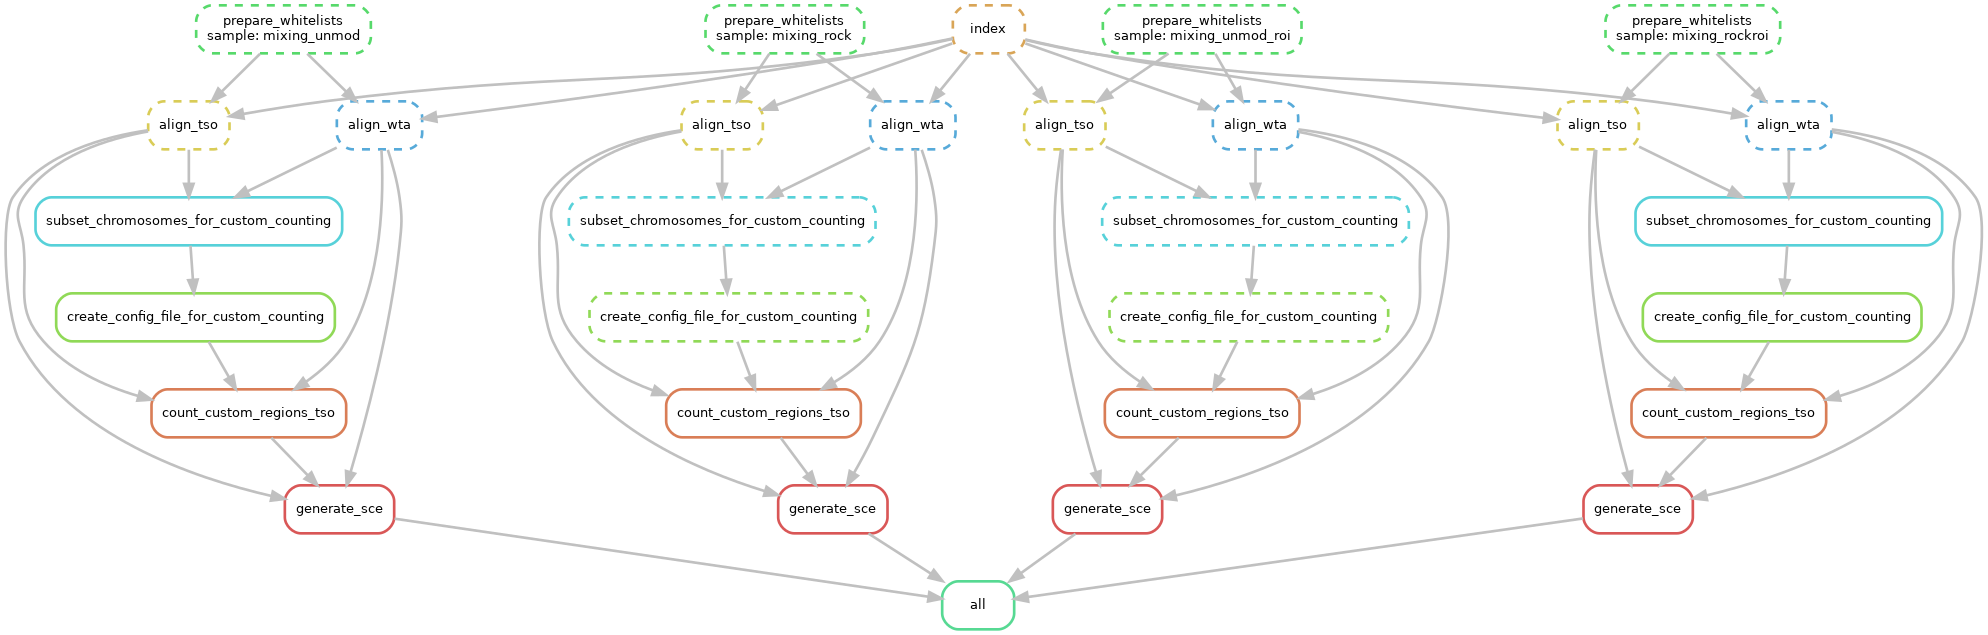 prepare_whitelists
sample: mixing_unmod
prepare_whitelists
sample: mixing_rock
index
prepare_whitelists
sample: mixing_unmod_roi
prepare_whitelists
sample: mixing_rockroi
align_tso
align_wta
align_tso
align_wta
align_tso
align_wta
align_tso
align_wta
subset_chromosomes_for_custom_counting
subset_chromosomes_for_custom_counting
subset_chromosomes_for_custom_counting
subset_chromosomes_for_custom_counting
create_config_file_for_custom_counting
create_config_file_for_custom_counting
create_config_file_for_custom_counting
create_config_file_for_custom_counting
count_custom_regions_tso
count_custom_regions_tso
count_custom_regions_tso
count_custom_regions_tso
generate_sce
generate_sce
generate_sce
generate_sce
all